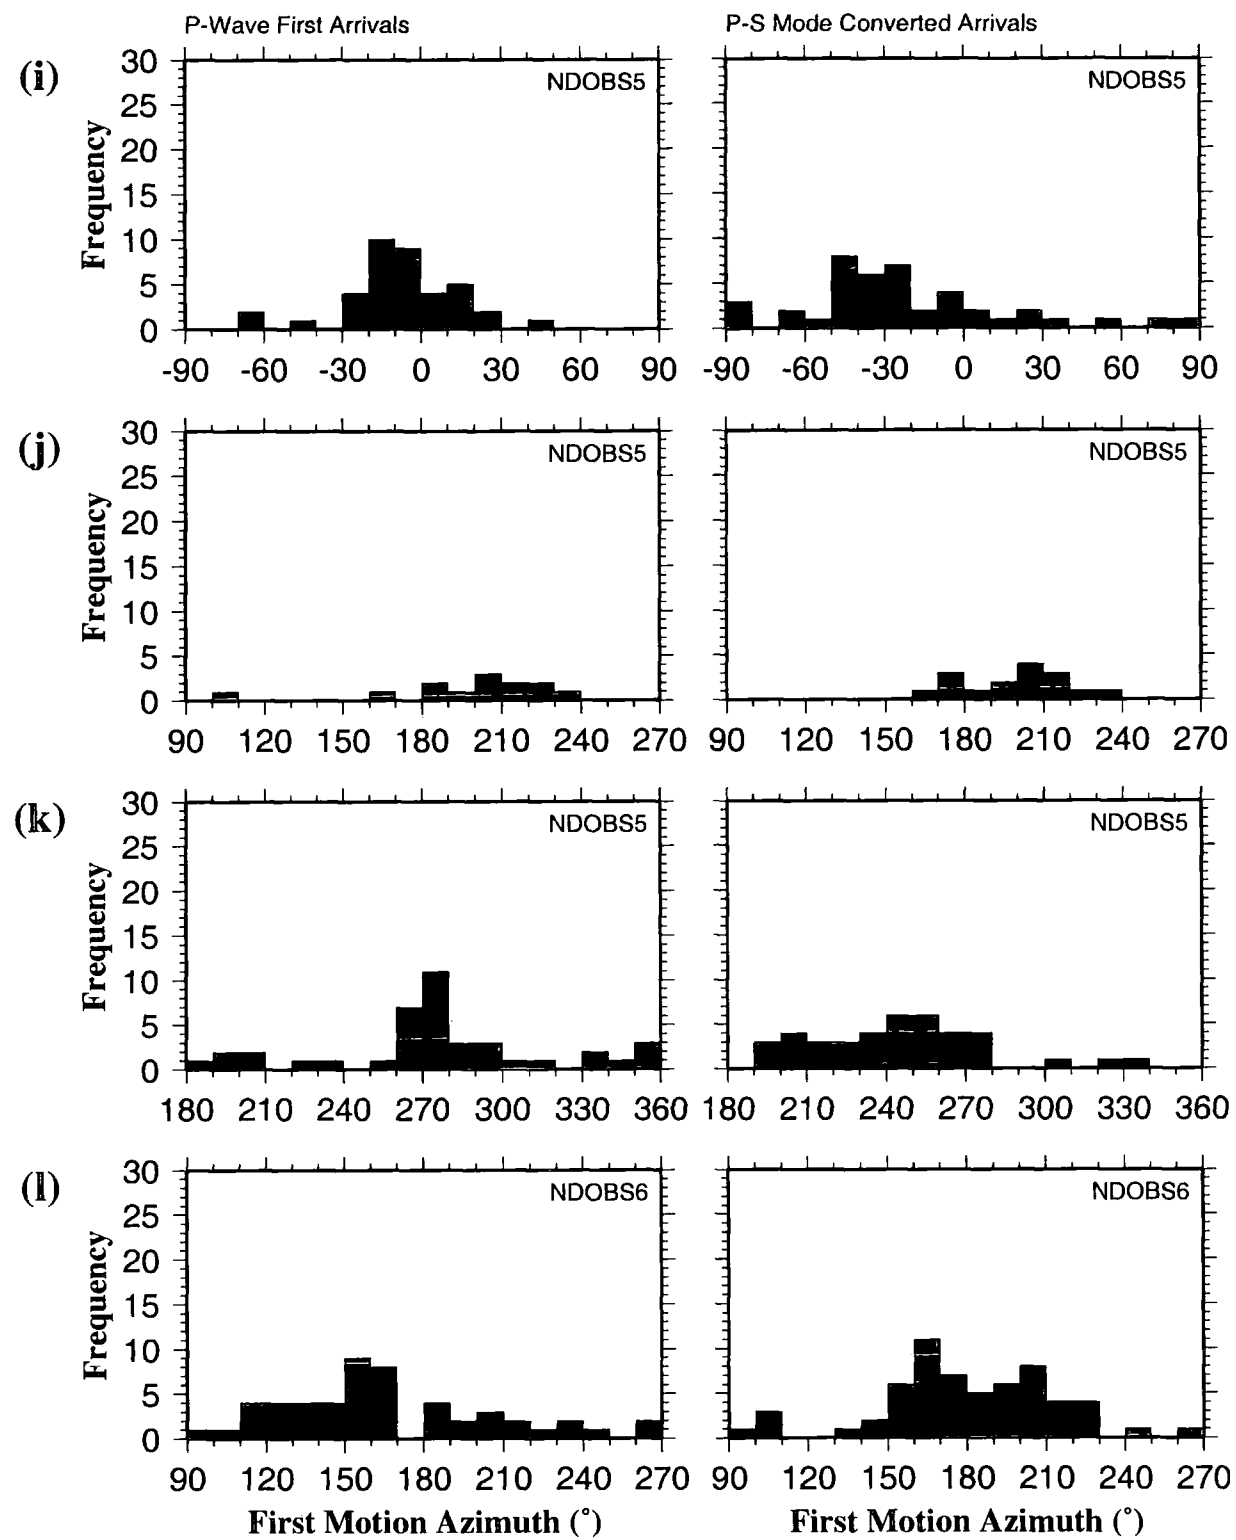 P-Wave First Arrivals P-S Mode Converted Arrivals
(i) NDOBS5 NDOBS5
Frequency
30
25
20
15
10
5
0
-90 -60 -30 0 30 60 90 -90 -60 -30 0 30 60 90
(j) NDOBS5 NDOBS5
Frequency
30
25
20
15
10
5
0
90 120 150 180 210 240 270 90 120 150 180 210 240 270
(k) NDOBS5 NDOBS5
Frequency
30
25
20
15
10
5
0
180 210 240 270 300 330 360 180 210 240 270 300 330 360
(l) NDOBS6 NDOBS6
Frequency
30
25
20
15
10
5
0
90 120 150 180 210 240 270 90 120 150 180 210 240 270
First Motion Azimuth (°) First Motion Azimuth (°)